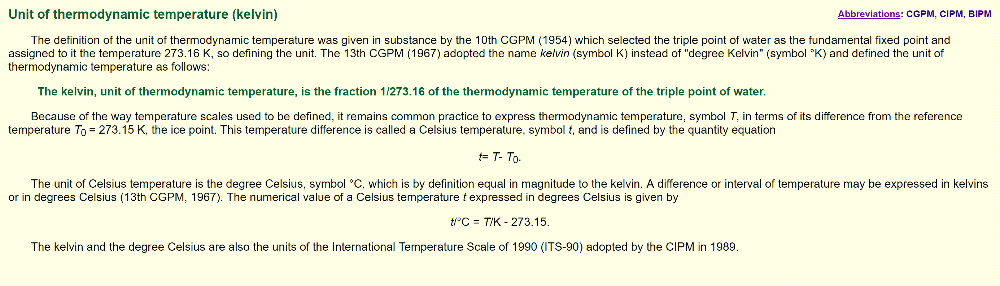 Unit of thermodynamic temperature (kelvin)
Abbreviations: CGPM, CIPM, BIPM
The definition of the unit of thermodynamic temperature was given in substance by the 10th CGPM (1954) which selected the triple point of water as the fundamental fixed point and
assigned to it the temperature 273.16 K, so defining the unit. The 13th CGPM (1967) adopted the name kelvin (symbol K) instead of "degree Kelvin" (symbol °K) and defined the unit of
thermodynamic temperature as follows:
The kelvin, unit of thermodynamic temperature, is the fraction 1/273.16 of the thermodynamic temperature of the triple point of water.
Because of the way temperature scales used to be defined, it remains common practice to express thermodynamic temperature, symbol T, in terms of its difference from the reference
temperature T0 = 273.15 K, the ice point. This temperature difference is called a Celsius temperature, symbol t, and is defined by the quantity equation
t= T- T0.
The unit of Celsius temperature is the degree Celsius, symbol °C, which is by definition equal in magnitude to the kelvin. A difference or interval of temperature may be expressed in kelvins
or in degrees Celsius (13th CGPM, 1967). The numerical value of a Celsius temperature t expressed in degrees Celsius is given by
t/°C = T/K - 273.15.
The kelvin and the degree Celsius are also the units of the International Temperature Scale of 1990 (ITS-90) adopted by the CIPM in 1989.